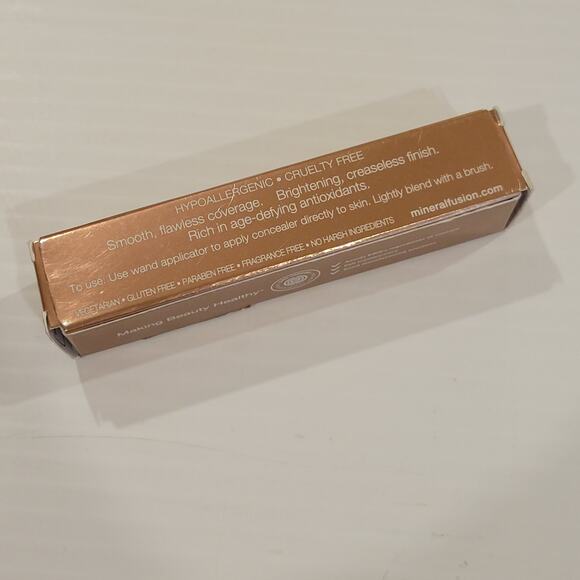 HYPOALLERGENIC • CRUELTY FREE
Smooth, flawless coverage. Brightening, creaseless finish.
Rich in age-defying antioxidants.
To use: Use wand applicator to apply concealer directly to skin. Lightly blend with a brush.
VEGETARIAN • GLUTEN FREE • PARABEN FREE • FRAGRANCE FREE • NO HARSH INGREDIENTS
mineralfusion.com
Making Beauty Healthy™